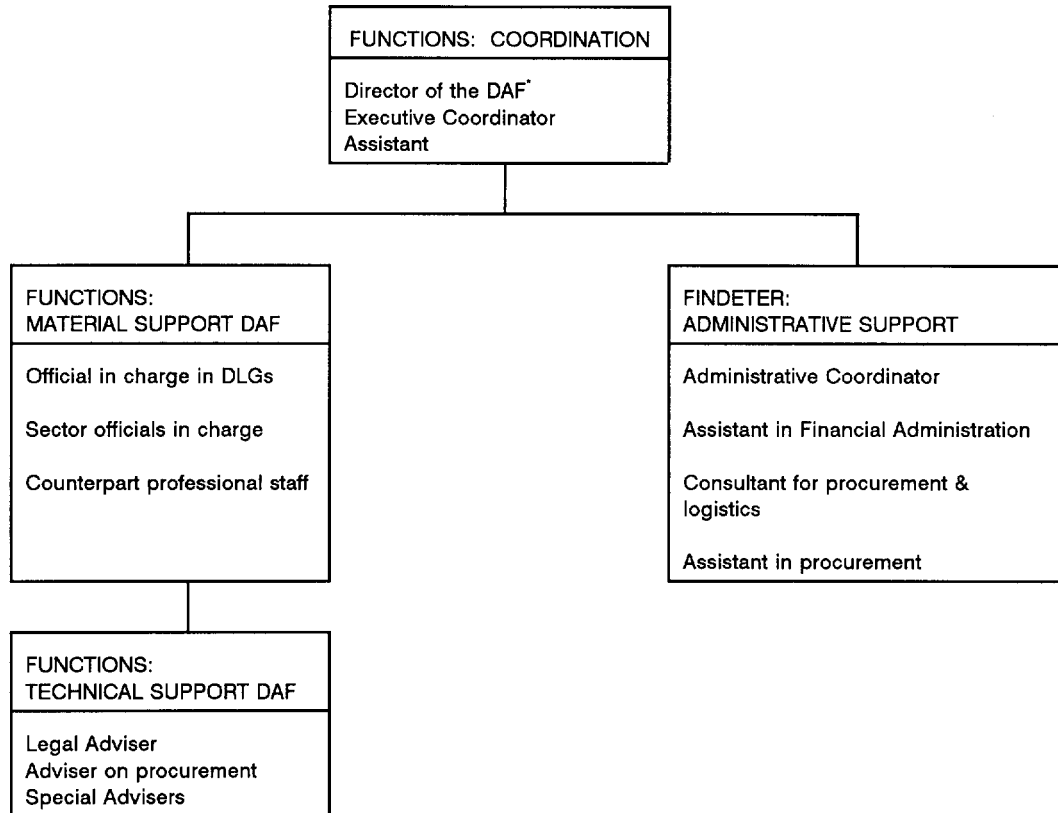 FUNCTIONS: COORDINATION
Director of the DAF*
Executive Coordinator
Assistant
FUNCTIONS:
MATERIAL SUPPORT DAF
Official in charge in DLGs
Sector officials in charge
Counterpart professional staff
FINDETER:
ADMINISTRATIVE SUPPORT
Administrative Coordinator
Assistant in Financial Administration
Consultant for procurement &
logistics
Assistant in procurement
FUNCTIONS:
TECHNICAL SUPPORT DAF
Legal Adviser
Adviser on procurement
Special Advisers